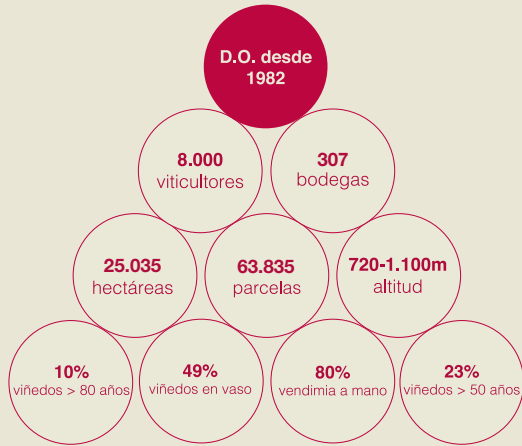 D.O. desde
1982
8.000
viticultores
307
bodegas
25.035
hectáreas
63.835
parcelas
720-1.100m
altitud
10%
viñedos > 80 años
49%
viñedos en vaso
80%
vendimia a mano
23%
viñedos > 50 años